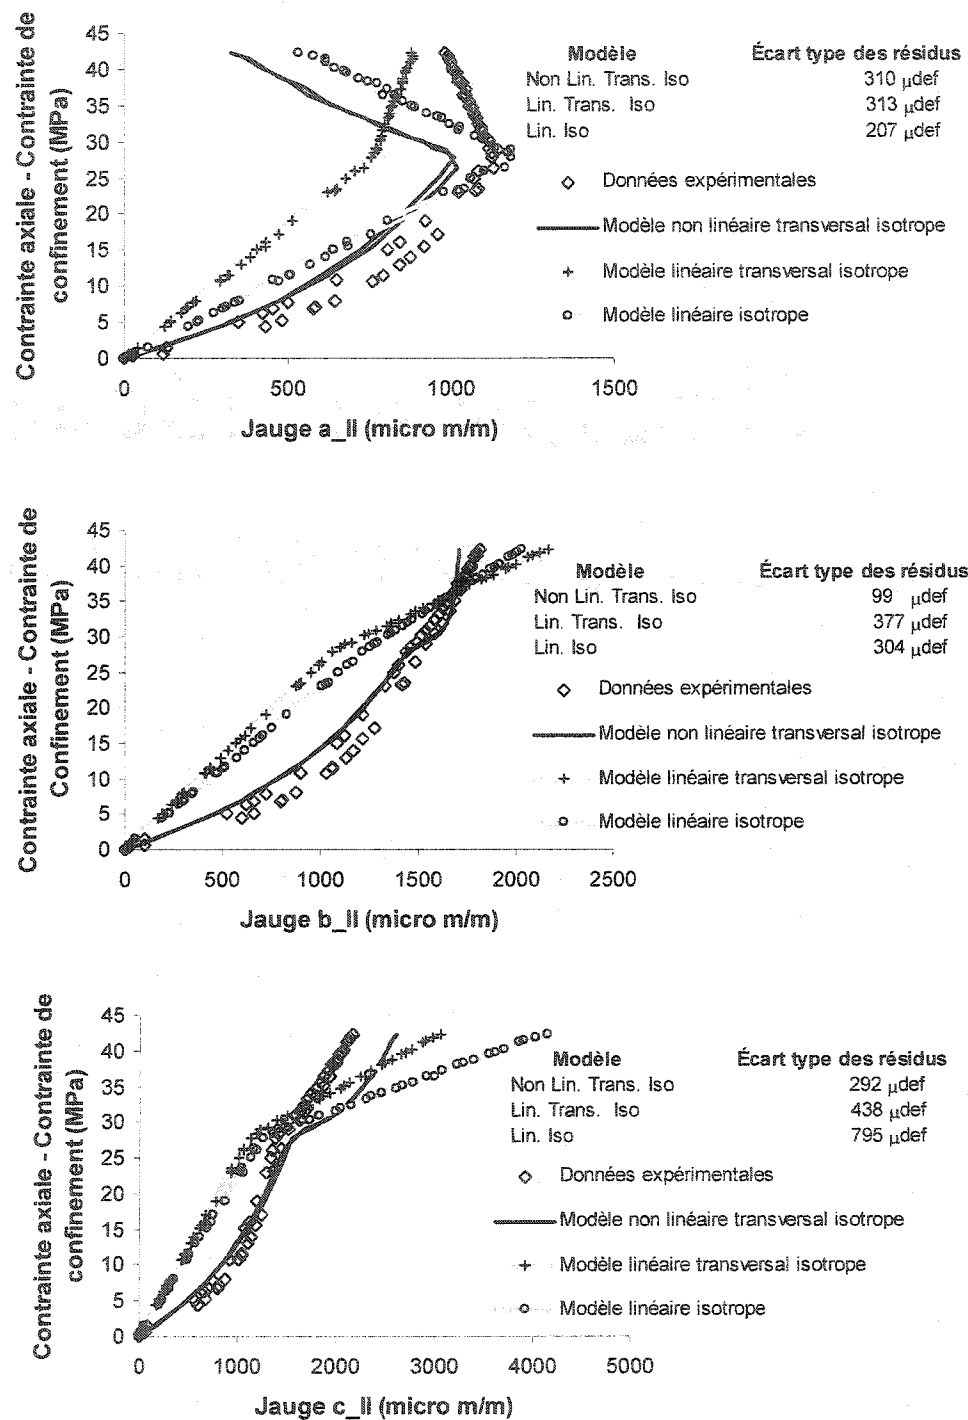 Contrainte axiale - Contrainte de
confinement (MPa)
45
40
35
30
25
20
15
10
5
0
0 500 1000 1500
Jauge a_II (micro m/m)
Modèle Écart type des résidus
Non Lin. Trans. Iso 310 µdef
Lin. Trans. Iso 313 µdef
Lin. Iso 207 µdef
Données expérimentales
Modèle non linéaire transversal isotrope
Modèle linéaire transversal isotrope
Modèle linéaire isotrope
Contrainte axiale - Contrainte de
Confinement (MPa)
45
40
35
30
25
20
15
10
5
0
0 500 1000 1500 2000 2500
Jauge b_II (micro m/m)
Modèle Écart type des résidus
Non Lin. Trans. Iso 99 µdef
Lin. Trans. Iso 377 µdef
Lin. Iso 304 µdef
Données expérimentales
Modèle non linéaire transversal isotrope
Modèle linéaire transversal isotrope
Modèle linéaire isotrope
Contrainte axiale - Contrainte de
confinement (MPa)
45
40
35
30
25
20
15
10
5
0
0 1000 2000 3000 4000 5000
Jauge c_II (micro m/m)
Modèle Écart type des résidus
Non Lin. Trans. Iso 292 µdef
Lin. Trans. Iso 438 µdef
Lin. Iso 795 µdef
Données expérimentales
Modèle non linéaire transversal isotrope
Modèle linéaire transversal isotrope
Modèle linéaire isotrope